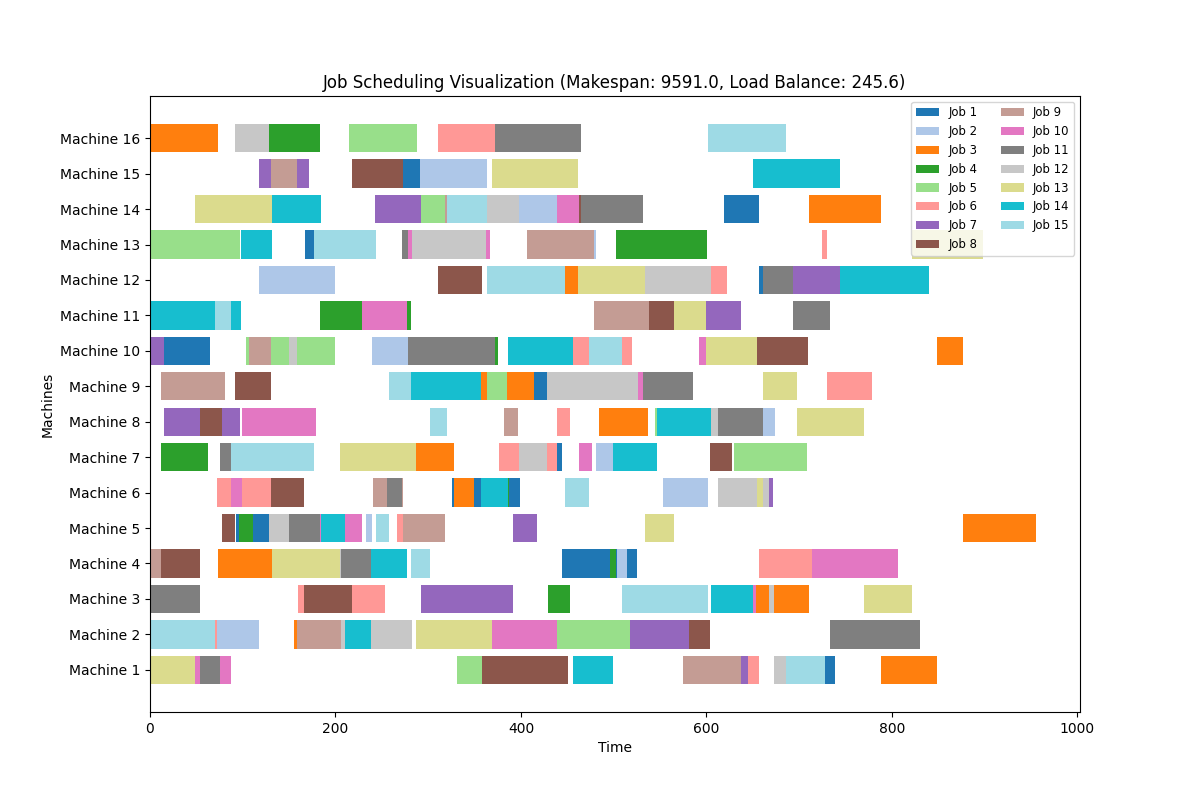 Job Scheduling Visualization (Makespan: 9591.0, Load Balance: 245.6)
Machine 16
Machine 15
Machine 14
Machine 13
Machine 12
Machine 11
Machine 10
Machine 9
Machine 8
Machine 7
Machine 6
Machine 5
Machine 4
Machine 3
Machine 2
Machine 1
Machines
0 200 400 600 800 1000
Time
Job 1
Job 2
Job 3
Job 4
Job 5
Job 6
Job 7
Job 8
Job 9
Job 10
Job 11
Job 12
Job 13
Job 14
Job 15